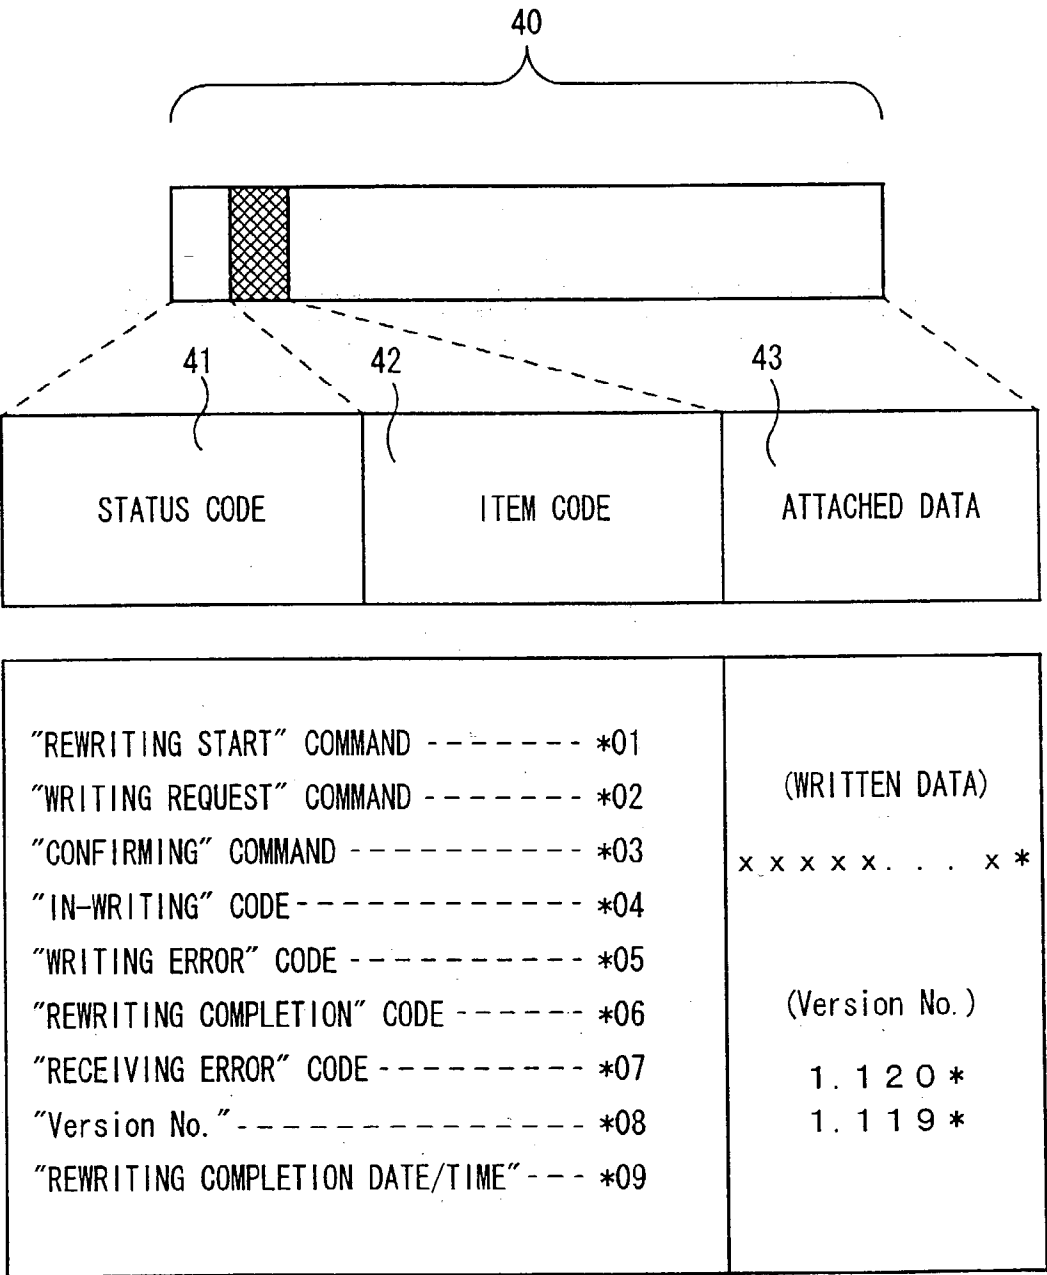 40
41 42 43
STATUS CODE ITEM CODE ATTACHED DATA
"REWRITING START" COMMAND ------- *01
"WRITING REQUEST" COMMAND ------- *02
"CONFIRMING" COMMAND ---------- *03
"IN-WRITING" CODE ------------ *04
"WRITING ERROR" CODE ---------- *05
"REWRITING COMPLETION" CODE ------ *06
"RECEIVING ERROR" CODE --------- *07
"Version No." -------------- *08
"REWRITING COMPLETION DATE/TIME" --- *09
(WRITTEN DATA)
x x x x x . . . x *
(Version No.)
1. 1 2 0 *
1. 1 1 9 *